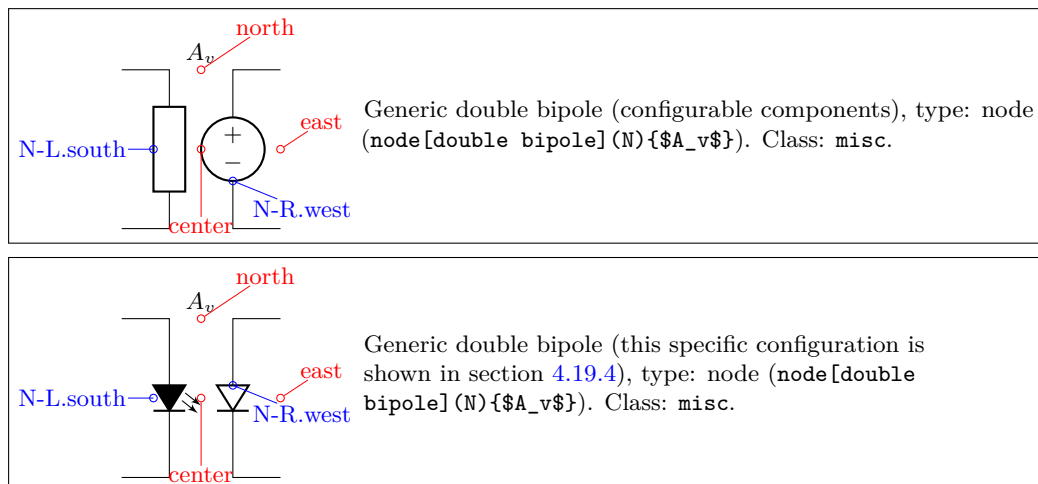 north
A_v
east
N-L.south
+
−
N-R.west
center
Generic double bipole (configurable components), type: node
(node[double bipole](N){$A_v$}). Class: misc.
north
A_v
east
N-L.south
N-R.west
center
Generic double bipole (this specific configuration is
shown in section 4.19.4), type: node (node[double
bipole](N){$A_v$}). Class: misc.